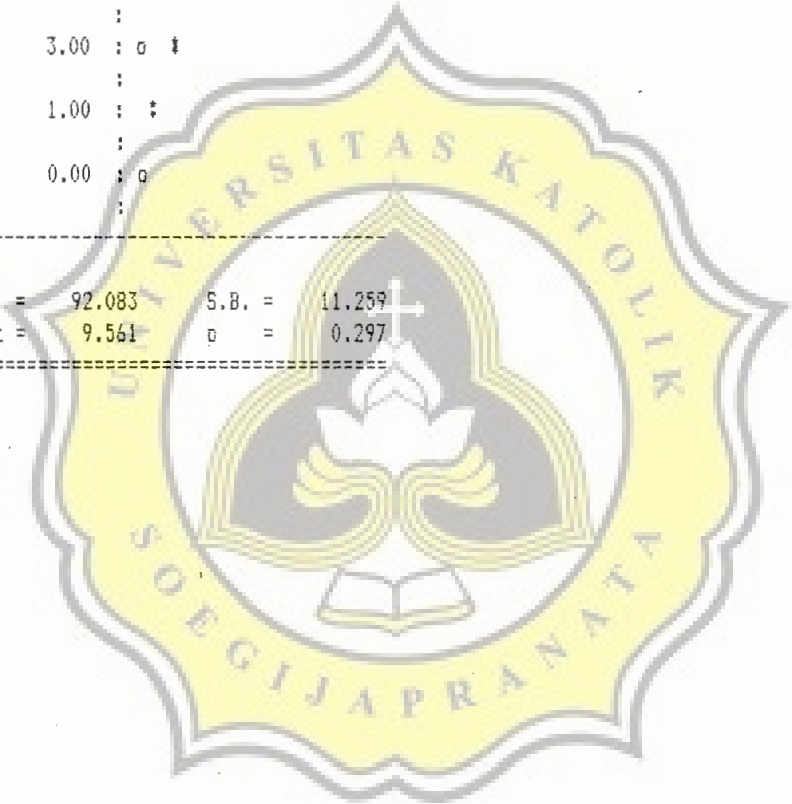 :
3.00 : o *
:
1.00 : *
:
0.00 : o
:
--------------------------------
= 92.083 S.B. = 11.259
= 9.561 p = 0.297
================================
UNIVERSITAS KATOLIK
SOEGIJAPRANATA